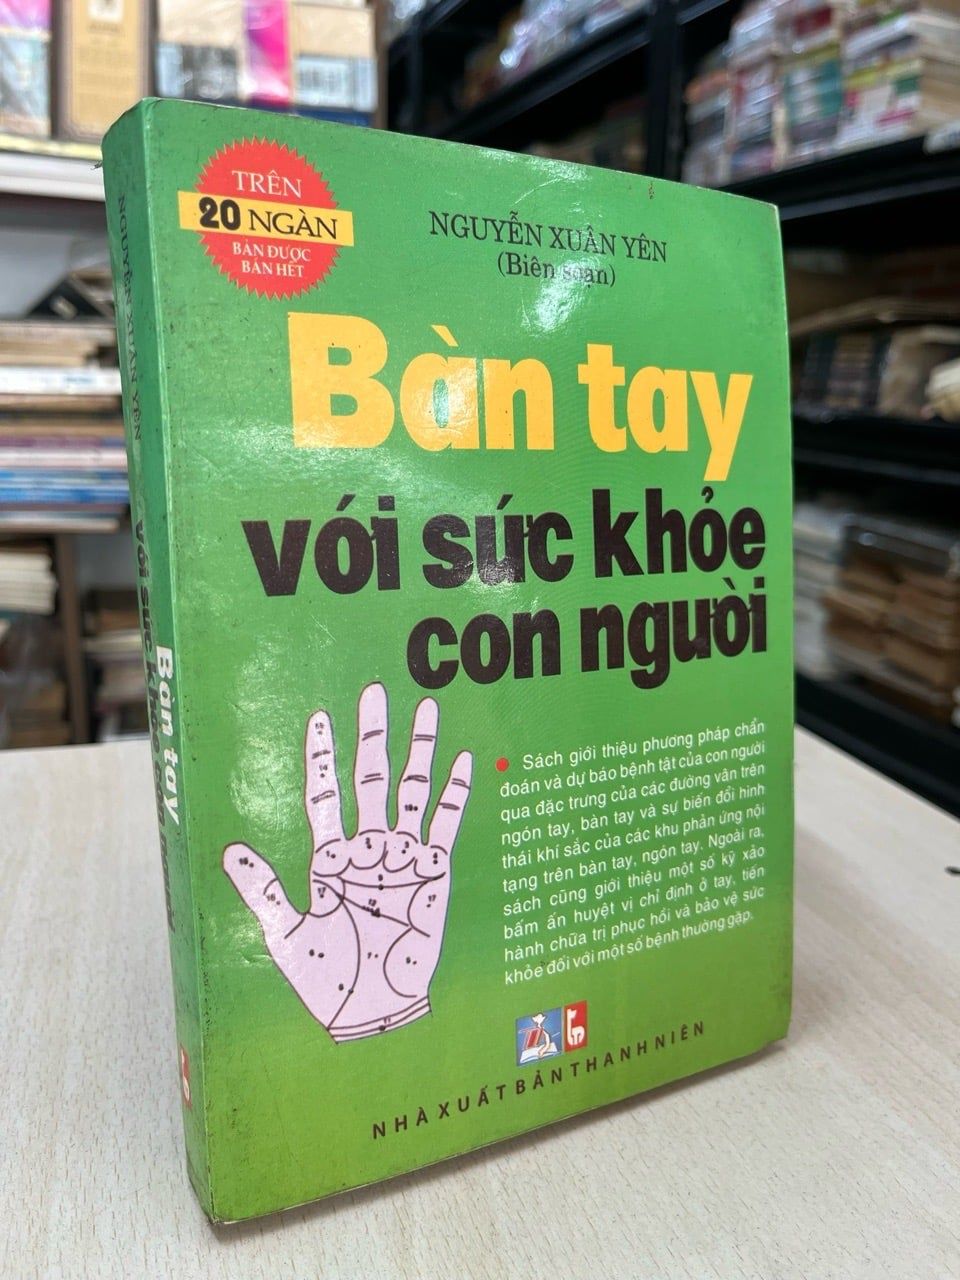 TRÊN
20 NGÀN
BẢN ĐƯỢC
BÁN HẾT
NGUYỄN XUÂN YÊN
(Biên soạn)
Bàn tay
với sức khỏe
con người
Sách giới thiệu phương pháp chẩn
đoán và dự báo bệnh tật của con người
qua đặc trưng của các đường vân trên
ngón tay, bàn tay và sự biến đổi hình
thái khí sắc của các khu phản ứng nội
tạng trên bàn tay, ngón tay. Ngoài ra,
sách cũng giới thiệu một số kỹ xảo
bấm ấn huyệt vị chỉ định ở tay, tiến
hành chữa trị phục hồi và bảo vệ sức
khỏe đối với một số bệnh thường gặp.
NHÀ XUẤT BẢN THANH NIÊN
NGUYỄN XUÂN YÊN
Bàn tay
với sức khỏe con người